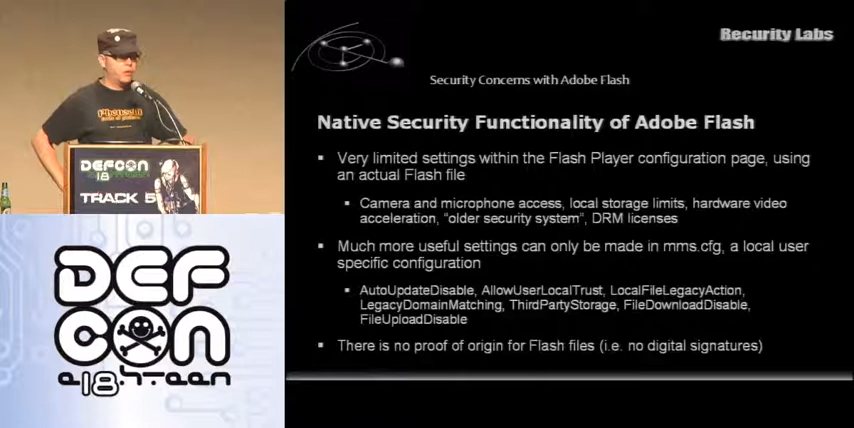 Recurity Labs
Security Concerns with Adobe Flash
Native Security Functionality of Adobe Flash
Very limited settings within the Flash Player configuration page, using
an actual Flash file
Camera and microphone access, local storage limits, hardware video
acceleration, "older security system", DRM licenses
Much more useful settings can only be made in mms.cfg, a local user
specific configuration
AutoUpdateDisable, AllowUserLocalTrust, LocalFileLegacyAction,
LegacyDomainMatching, ThirdPartyStorage, FileDownloadDisable,
FileUploadDisable
There is no proof of origin for Flash files (i.e. no digital signatures)
DEFCON
18
TRACK 5
DEF
CON
e18hteen